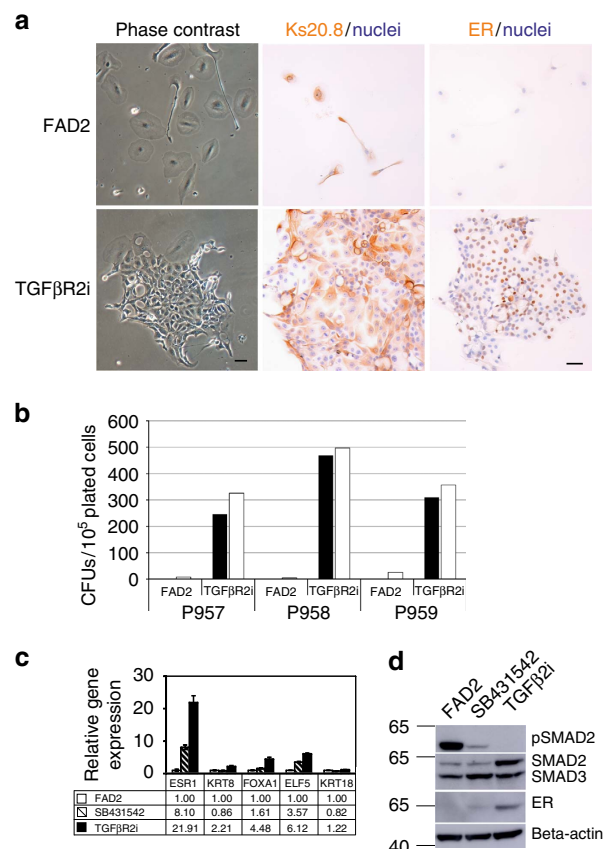 a
Phase contrast Ks20.8/nuclei ER/nuclei
FAD2
TGFβR2i
b
CFUs/10⁵ plated cells
600
500
400
300
200
100
0
FAD2 TGFβR2i FAD2 TGFβR2i FAD2 TGFβR2i
P957 P958 P959
c
Relative gene expression
30
20
10
0
ESR1 KRT8 FOXA1 ELF5 KRT18
FAD2 1.00 1.00 1.00 1.00 1.00
SB431542 8.10 0.86 1.61 3.57 0.82
TGFβR2i 21.91 2.21 4.48 6.12 1.22
d
FAD2 SB431542 TGFβ2i
65 pSMAD2
65 SMAD2
SMAD3
65 ER
40 Beta-actin